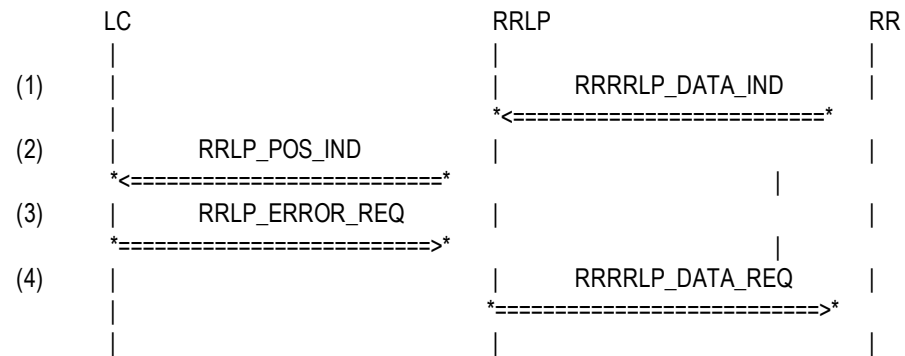 LC RRLP RR
| | |
(1) | | RRRRLP_DATA_IND |
| *<==========================*
(2) | RRLP_POS_IND | |
*<==========================* |
(3) | RRLP_ERROR_REQ | |
*==========================>* |
(4) | | RRRRLP_DATA_REQ |
| *===========================>*
| | |